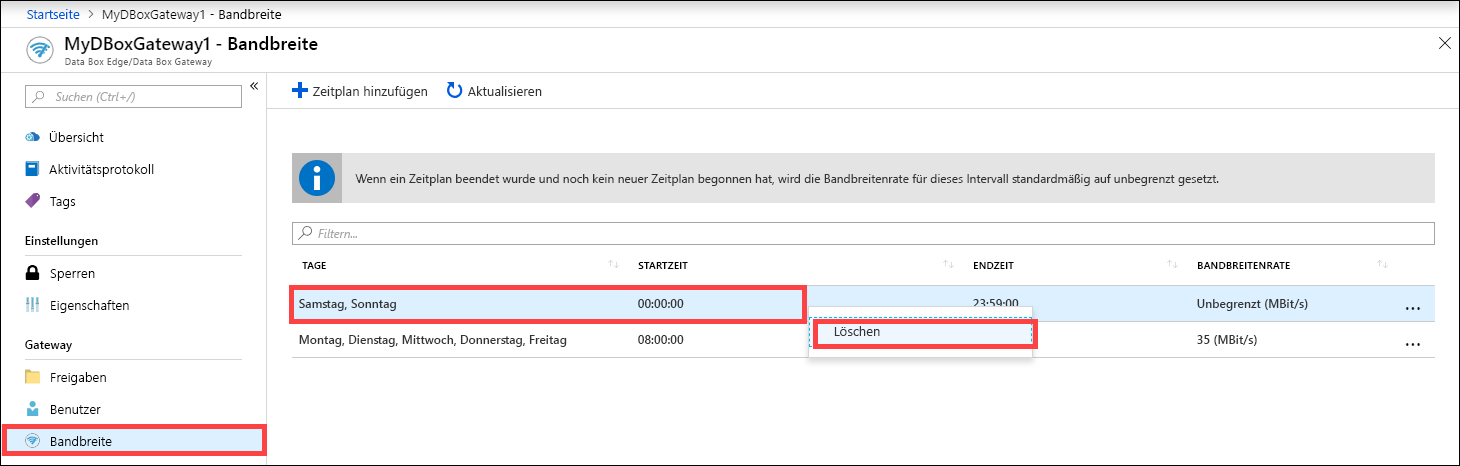 Startseite > MyDBoxGateway1 - Bandbreite
MyDBoxGateway1 - Bandbreite
Data Box Edge/Data Box Gateway
Suchen (Ctrl+/)
Übersicht
Aktivitätsprotokoll
Tags
Einstellungen
Sperren
Eigenschaften
Gateway
Freigaben
Benutzer
Bandbreite
Zeitplan hinzufügen Aktualisieren
Wenn ein Zeitplan beendet wurde und noch kein neuer Zeitplan begonnen hat, wird die Bandbreitenrate für dieses Intervall standardmäßig auf unbegrenzt gesetzt.
Filtern...
TAGE STARTZEIT ENDZEIT BANDBREITENRATE
Samstag, Sonntag 00:00:00 23:59:00 Unbegrenzt (MBit/s) ...
Löschen
Montag, Dienstag, Mittwoch, Donnerstag, Freitag 08:00:00 35 (MBit/s) ...